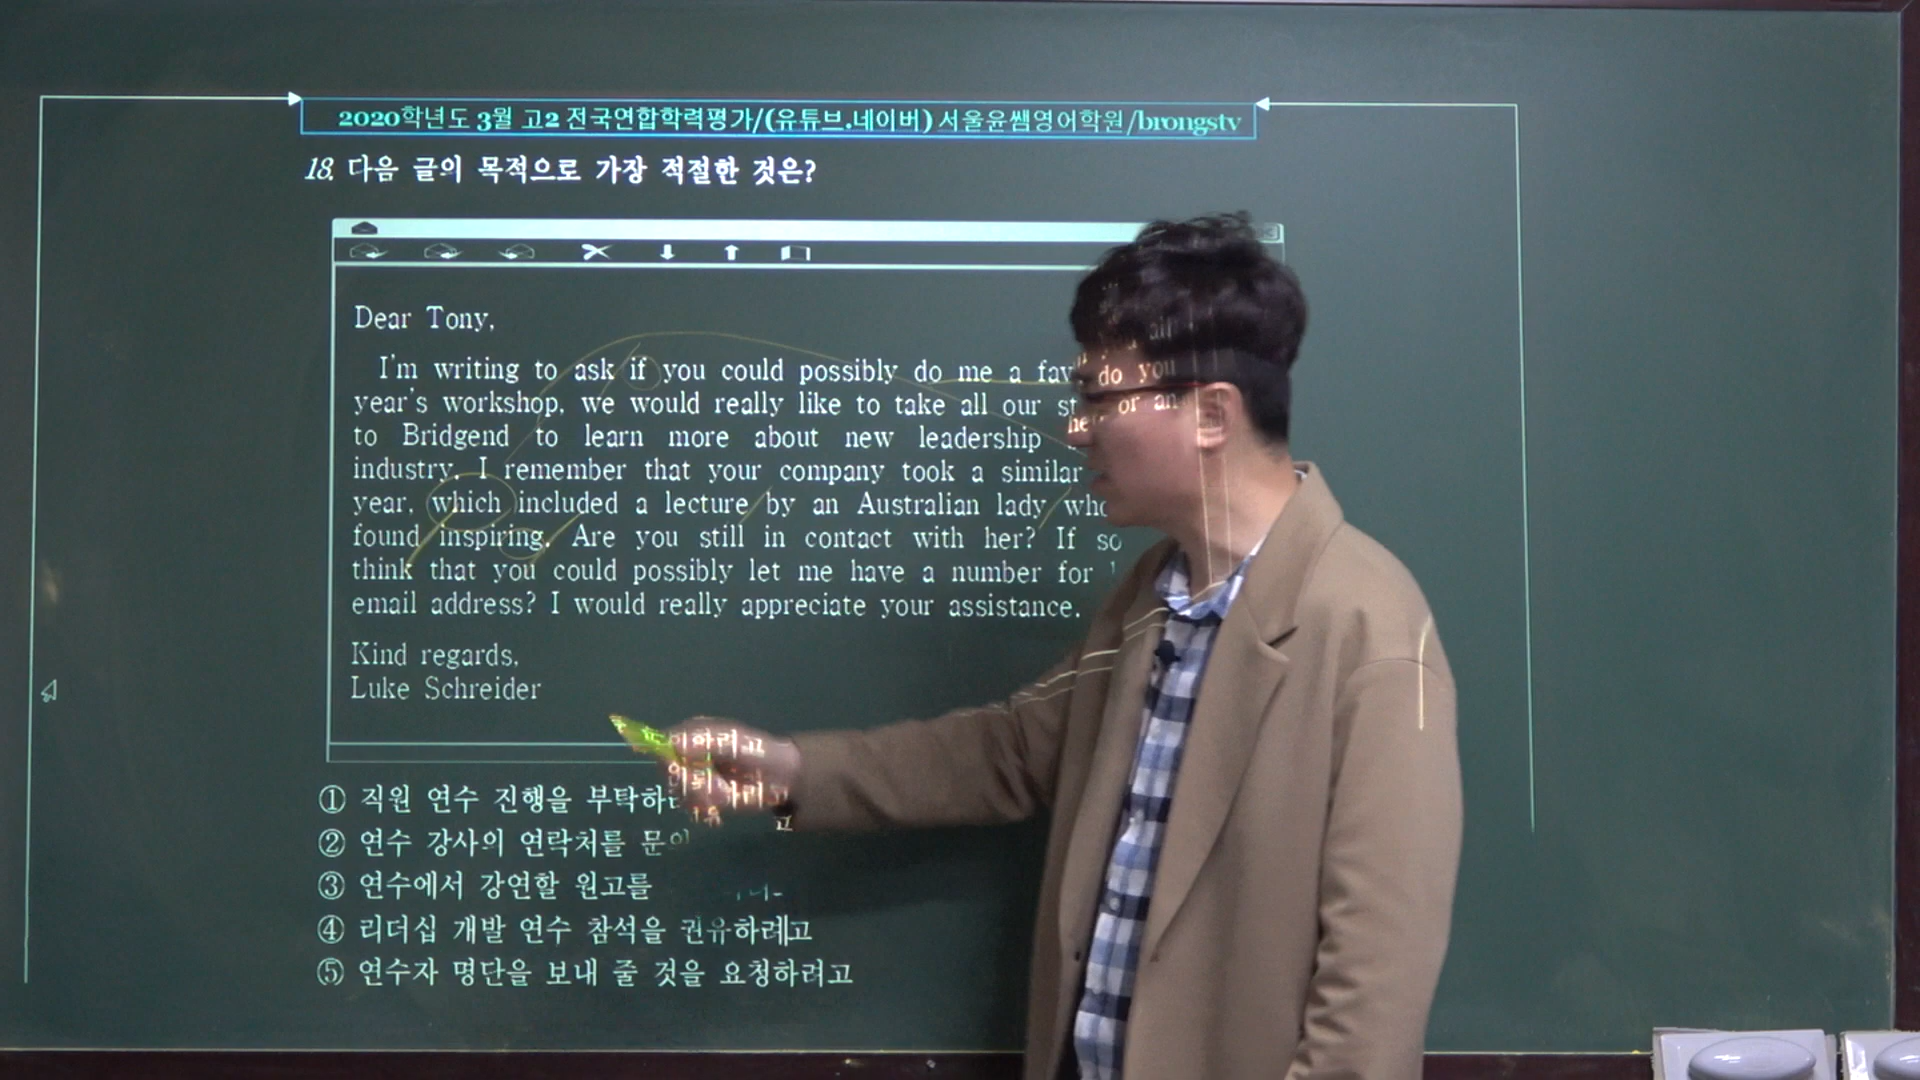 2020학년도 3월 고2 전국연합학력평가/(유튜브.네이버) 서울윤쌤영어학원/brongstv
18. 다음 글의 목적으로 가장 적절한 것은?
Dear Tony,
I'm writing to ask if you could possibly do me a
year's workshop, we would really like to take all our
to Bridgend to learn more about new leadership
industry. I remember that your company took a similar
year, which included a lecture by an Australian lady
found inspiring. Are you still in contact with her? If so
think that you could possibly let me have a number for
email address? I would really appreciate your assistance.
Kind regards,
Luke Schreider
① 직원 연수 진행을 부탁하려고
② 연수 강사의 연락처를
③ 연수에서 강연할 원고를
④ 리더십 개발 연수 참석을 권유하려고
⑤ 연수자 명단을 보내 줄 것을 요청하려고